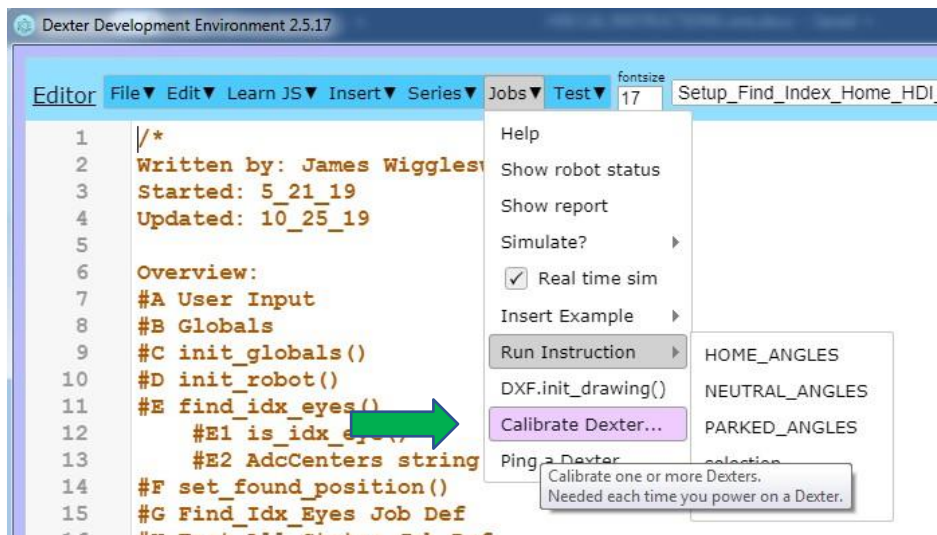 Dexter Development Environment 2.5.17
Editor File▼ Edit▼ Learn JS▼ Insert▼ Series▼ Jobs▼ Test▼ fontsize 17 Setup_Find_Index_Home_HDI_
1 /*
2 Written by: James
3 Started: 5_21_19
4 Updated: 10_25_19
5
6 Overview:
7 #A User Input
8 #B Globals
9 #C init_globals()
10 #D init_robot()
11 #E find_idx_eyes()
12 #E1 is_idx_eye()
13 #E2 AdcCenters string
14 #F set_found_position()
15 #G Find_Idx_Eyes Job Def
Help
Show robot status
Show report
Simulate?
Real time sim
Insert Example
Run Instruction
DXF.init_drawing()
Calibrate Dexter...
Ping a Dexter
HOME_ANGLES
NEUTRAL_ANGLES
PARKED_ANGLES
selection
Calibrate one or more Dexters.
Needed each time you power on a Dexter.